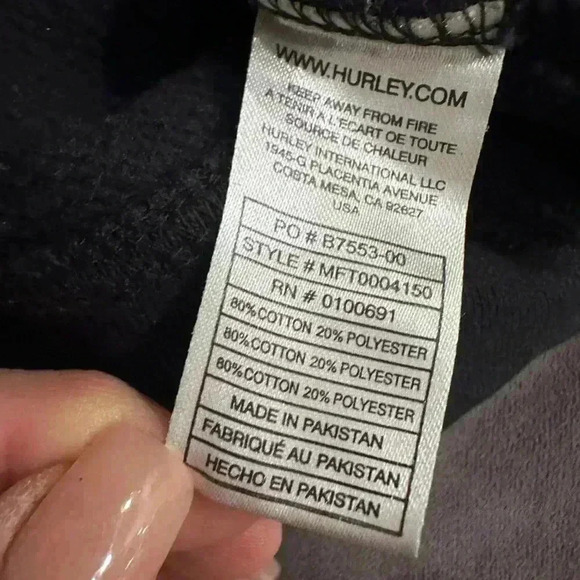 WWW.HURLEY.COM
KEEP AWAY FROM FIRE
A TENIR A L'ECART DE TOUTE
SOURCE DE CHALEUR
HURLEY INTERNATIONAL LLC
1945-G PLACENTIA AVENUE
COSTA MESA, CA 92627
USA
PO # B7553-00
STYLE # MFT0004150
RN # 0100691
80% COTTON 20% POLYESTER
80% COTTON 20% POLYESTER
80% COTTON 20% POLYESTER
MADE IN PAKISTAN
FABRIQUÉ AU PAKISTAN
HECHO EN PAKISTAN